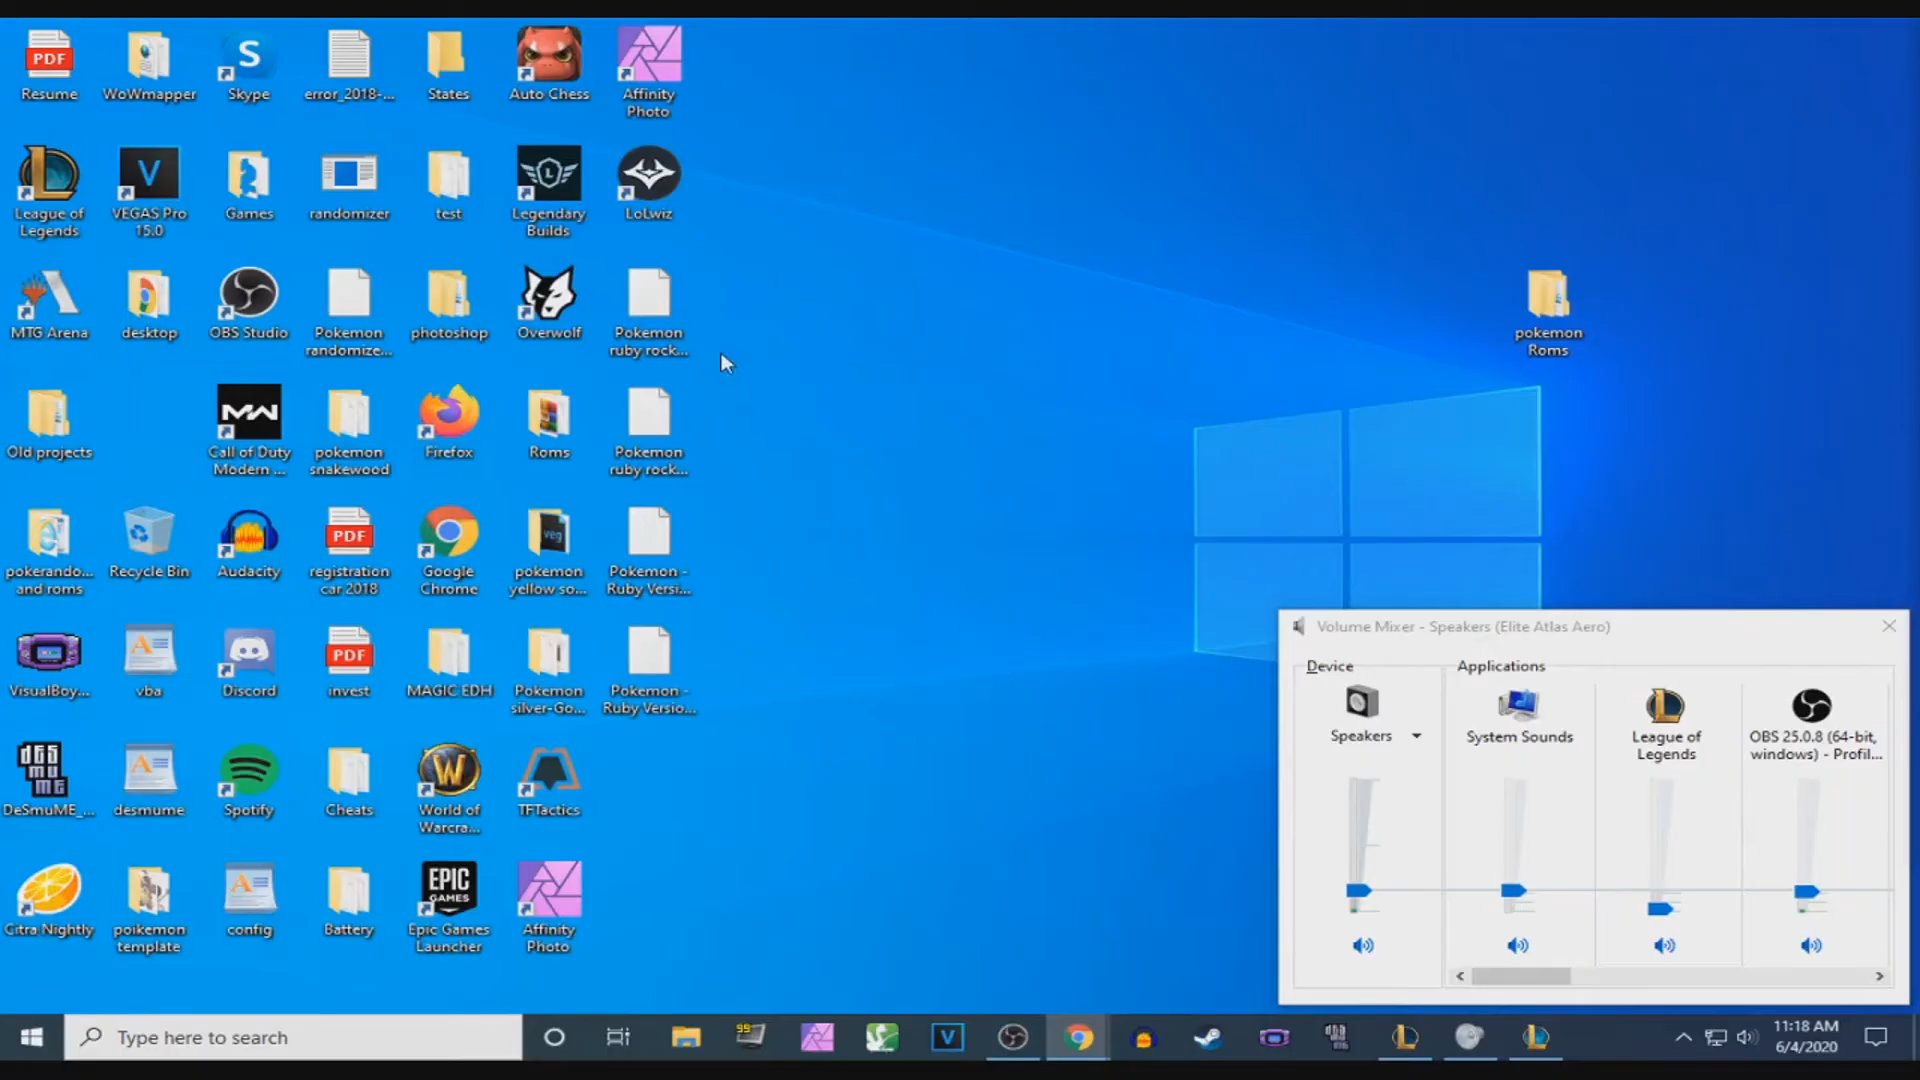 PDF
Resume
WoWmapper
S
Skype
error_2018-...
States
Auto Chess
Affinity
Photo
League of
Legends
V
VEGAS Pro
15.0
Games
randomizer
test
L
Legendary
Builds
LoLwiz
MTG Arena
desktop
OBS Studio
Pokemon
randomize...
photoshop
Overwolf
Pokemon
ruby rock...
pokemon
Roms
Old projects
MW
Call of Duty
Modern ...
pokemon
snakewood
Firefox
Roms
Pokemon
ruby rock...
pokerando...
and roms
Recycle Bin
Audacity
PDF
registration
car 2018
Google
Chrome
veg
pokemon
yellow so...
Pokemon -
Ruby Versi...
VisualBoy...
vba
Discord
PDF
invest
MAGIC EDH
Pokemon
silver-Go...
Pokemon -
Ruby Versio...
DESMUME
DeSmuME_...
desmume
Spotify
Cheats
W
World of
Warcra...
TFTactics
Citra Nightly
poikemon
template
config
Battery
EPIC
GAMES
Epic Games
Launcher
Affinity
Photo
Volume Mixer - Speakers (Elite Atlas Aero)
Device
Applications
Speakers
System Sounds
League of
Legends
OBS 25.0.8 (64-bit,
windows) - Profil...
Type here to search
99
V
11:18 AM
6/4/2020